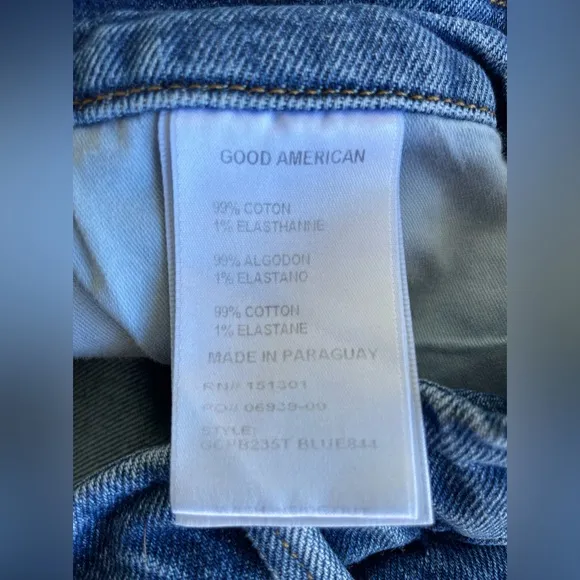 GOOD AMERICAN
99% COTON
1% ELASTHANNE
99% ALGODON
1% ELASTANO
99% COTTON
1% ELASTANE
MADE IN PARAGUAY
RN# 151301
PO# 06939-00
STYLE:
GCPB235T BLUE844